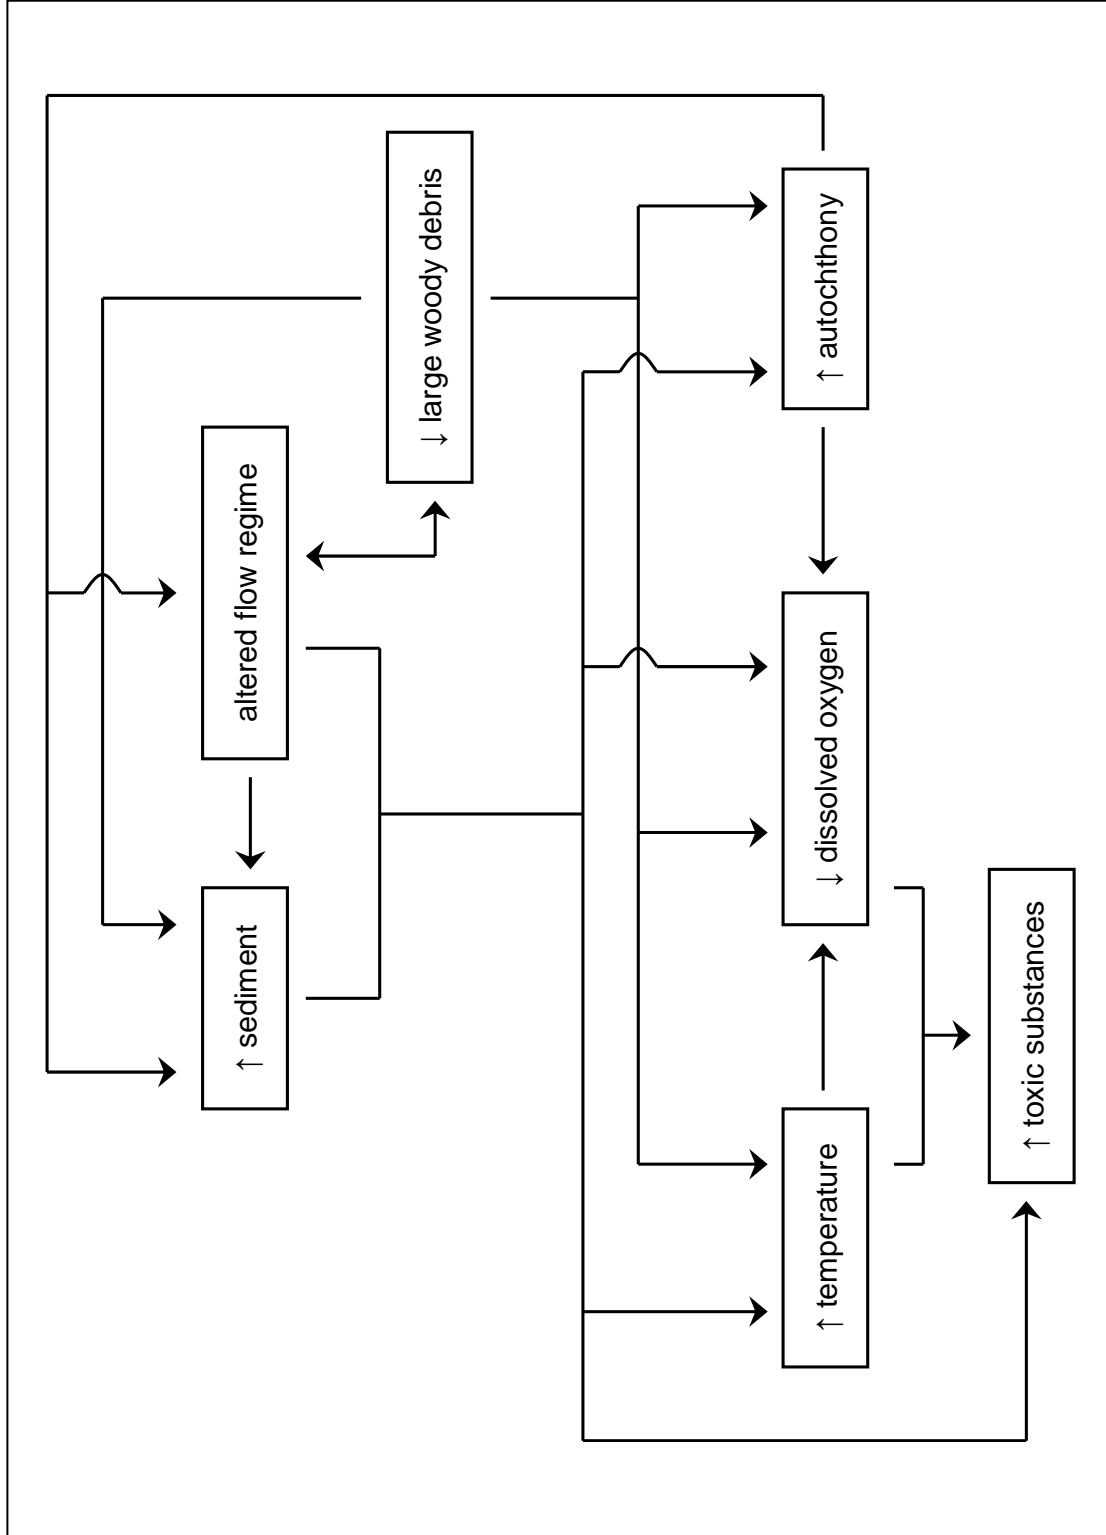 ↑ sediment
altered flow regime
↓ large woody debris
↑ temperature
↓ dissolved oxygen
↑ autochthony
↑ toxic substances